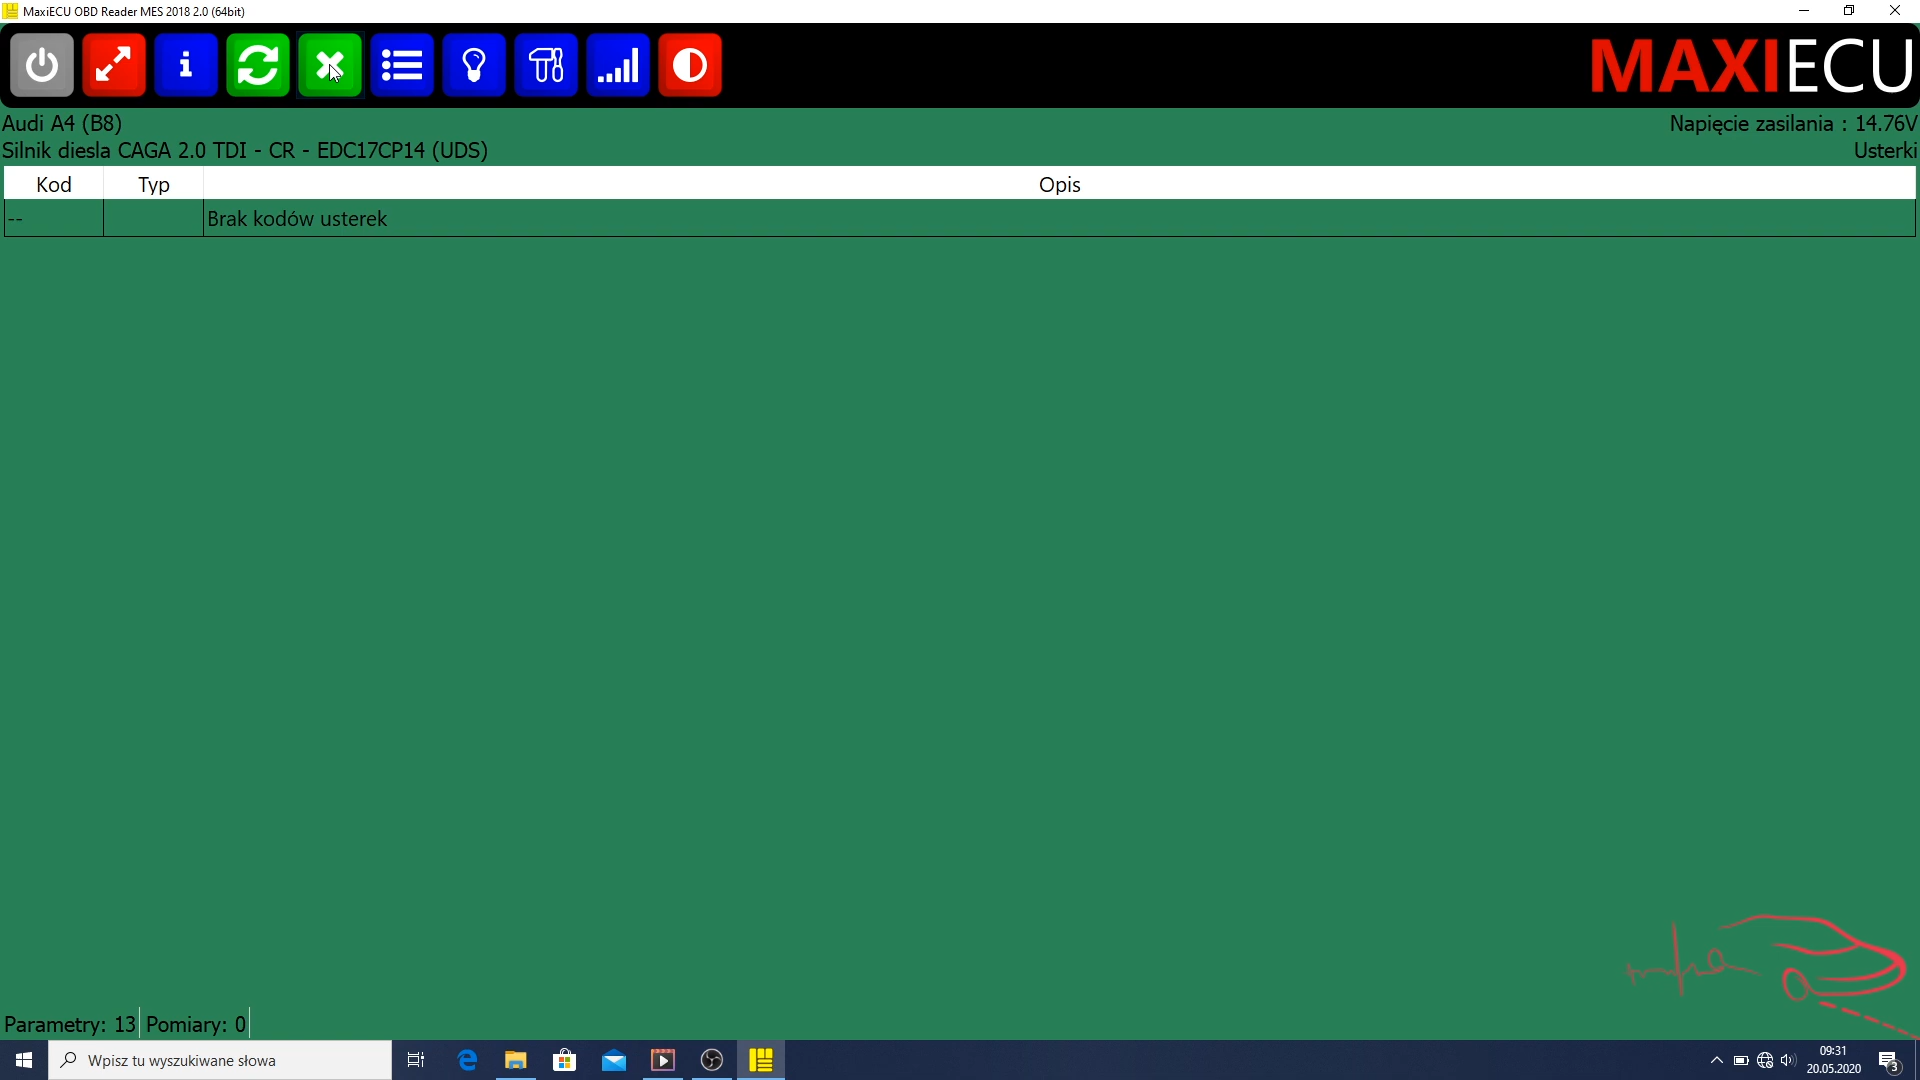 MaxiECU OBD Reader MES 2018 2.0 (64bit)
MAXIECU
Audi A4 (B8)
Napięcie zasilania : 14.76V
Silnik diesla CAGA 2.0 TDI - CR - EDC17CP14 (UDS)
Usterki
Kod Typ Opis
-- Brak kodów usterek
Parametry: 13 Pomiary: 0
Wpisz tu wyszukiwane słowa
09:31
20.05.2020
3